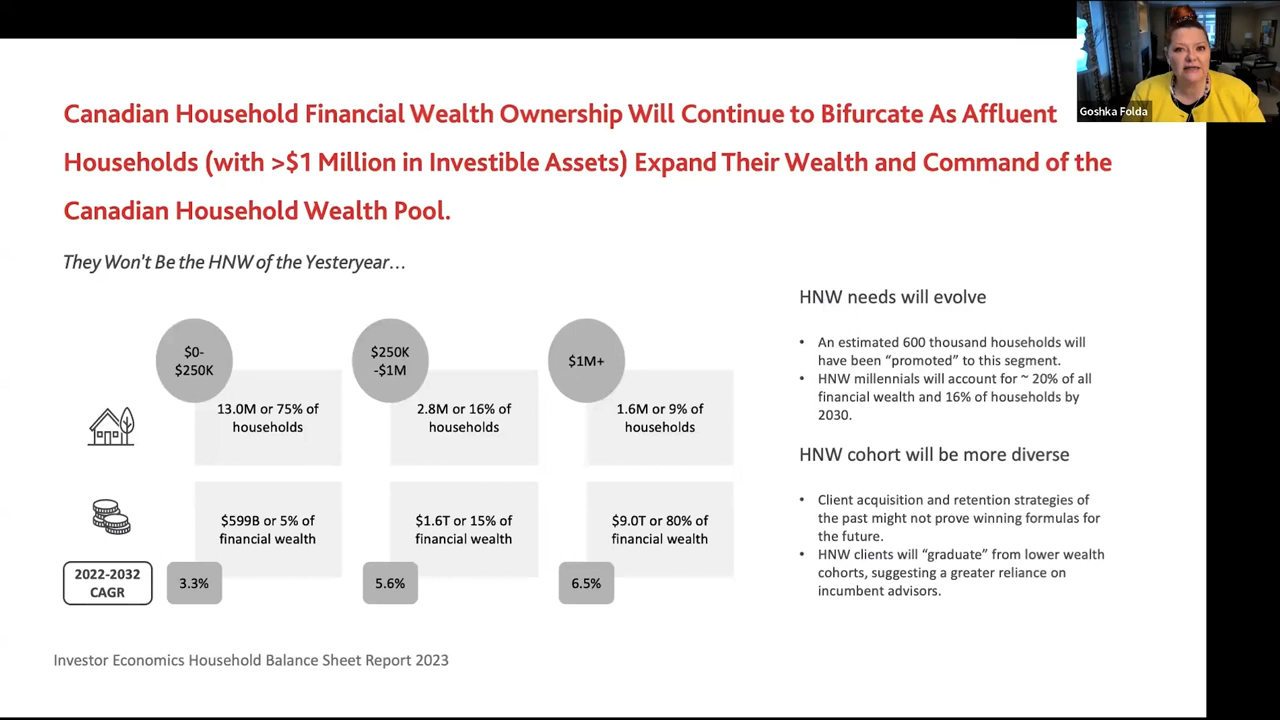 Goshka Folda
Canadian Household Financial Wealth Ownership Will Continue to Bifurcate As Affluent
Households (with >$1 Million in Investible Assets) Expand Their Wealth and Command of the
Canadian Household Wealth Pool.
They Won't Be the HNW of the Yesteryear…
$0-
$250K
$250K
-$1M
$1M+
13.0M or 75% of
households
2.8M or 16% of
households
1.6M or 9% of
households
$599B or 5% of
financial wealth
$1.6T or 15% of
financial wealth
$9.0T or 80% of
financial wealth
2022-2032
CAGR
3.3%
5.6%
6.5%
HNW needs will evolve
• An estimated 600 thousand households will
have been “promoted” to this segment.
• HNW millennials will account for ~ 20% of all
financial wealth and 16% of households by
2030.
HNW cohort will be more diverse
• Client acquisition and retention strategies of
the past might not prove winning formulas for
the future.
• HNW clients will “graduate” from lower wealth
cohorts, suggesting a greater reliance on
incumbent advisors.
Investor Economics Household Balance Sheet Report 2023